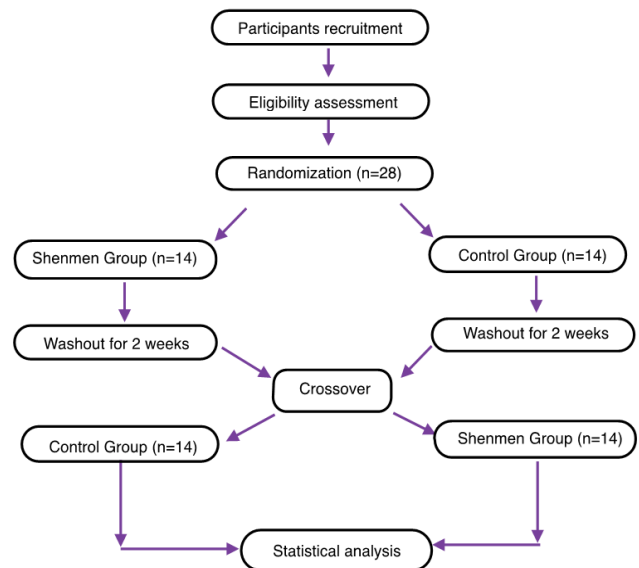 Participants recruitment
Eligibility assessment
Randomization (n=28)
Shenmen Group (n=14)
Control Group (n=14)
Washout for 2 weeks
Washout for 2 weeks
Crossover
Control Group (n=14)
Shenmen Group (n=14)
Statistical analysis